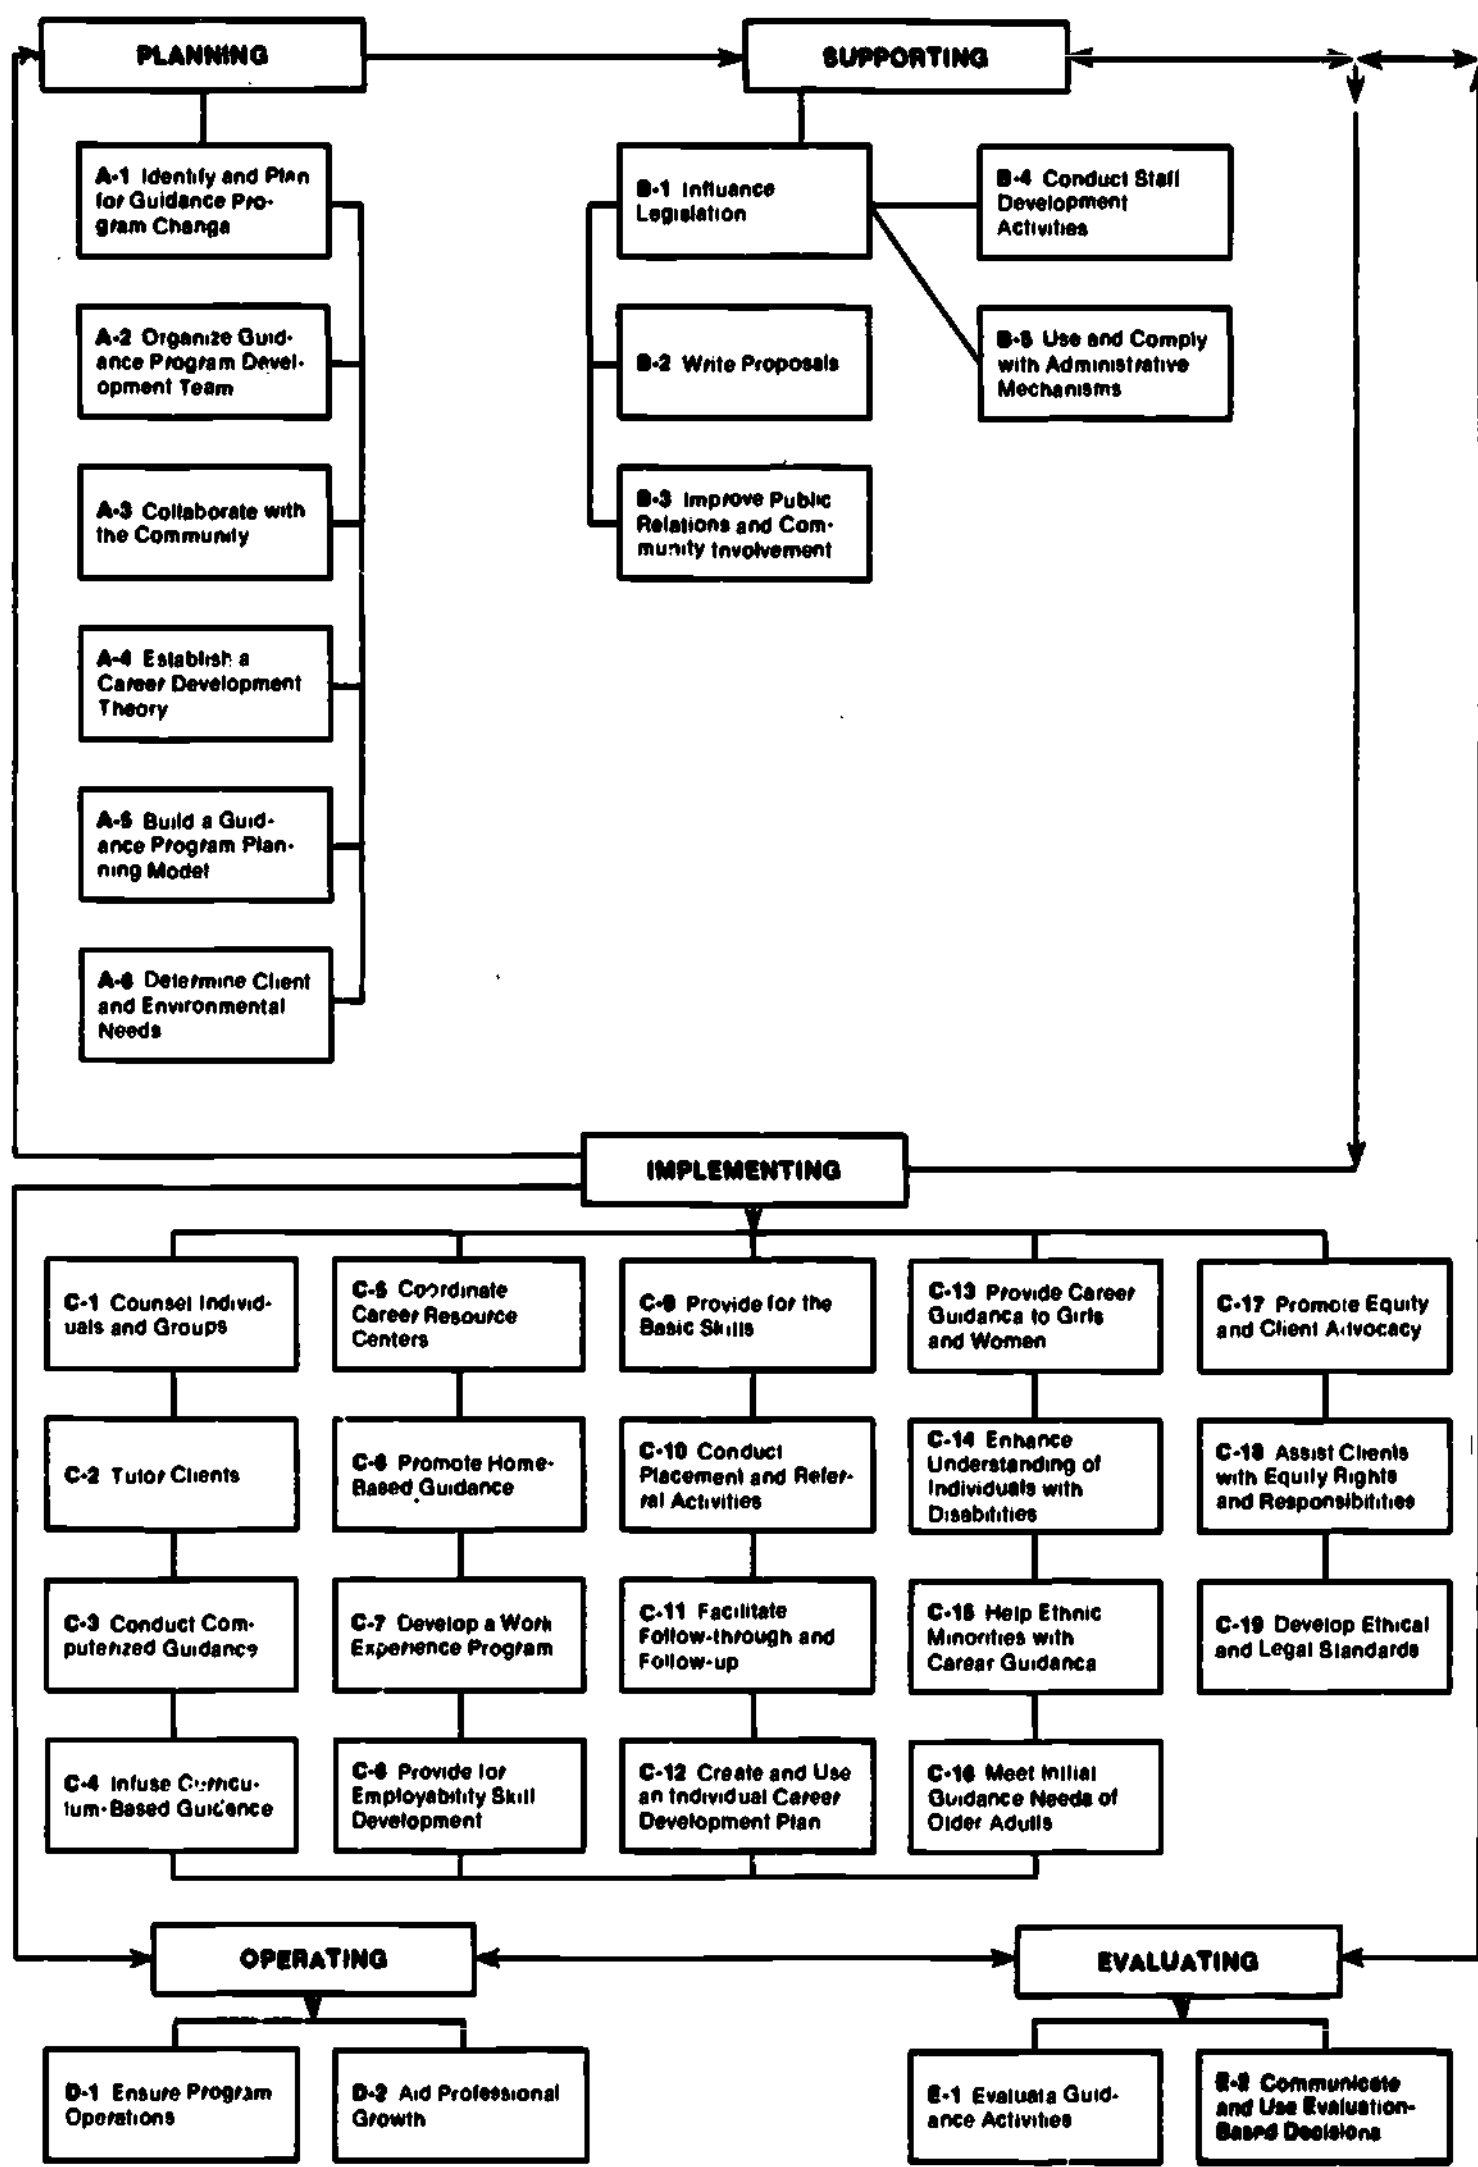 PLANNING
SUPPORTING
A-1 Identify and Plan
for Guidance Pro-
gram Change
B-1 Influence
Legislation
B-4 Conduct Staff
Development
Activities
A-2 Organize Guid-
ance Program Devel-
opment Team
B-2 Write Proposals
B-5 Use and Comply
with Administrative
Mechanisms
A-3 Collaborate with
the Community
B-3 Improve Public
Relations and Com-
munity Involvement
A-4 Establish a
Career Development
Theory
A-5 Build a Guid-
ance Program Plan-
ning Model
A-6 Determine Client
and Environmental
Needs
IMPLEMENTING
C-1 Counsel Individ-
uals and Groups
C-5 Coordinate
Career Resource
Centers
C-9 Provide for the
Basic Skills
C-13 Provide Career
Guidance to Girls
and Women
C-17 Promote Equity
and Client Advocacy
C-2 Tutor Clients
C-6 Promote Home-
Based Guidance
C-10 Conduct
Placement and Refer-
ral Activities
C-14 Enhance
Understanding of
Individuals with
Disabilities
C-18 Assist Clients
with Equity Rights
and Responsibilities
C-3 Conduct Com-
puterized Guidance
C-7 Develop a Work
Experience Program
C-11 Facilitate
Follow-through and
Follow-up
C-15 Help Ethnic
Minorities with
Career Guidance
C-19 Develop Ethical
and Legal Standards
C-4 Infuse Curricu-
lum-Based Guidance
C-8 Provide for
Employability Skill
Development
C-12 Create and Use
an Individual Career
Development Plan
C-16 Meet Initial
Guidance Needs of
Older Adults
OPERATING
EVALUATING
D-1 Ensure Program
Operations
D-2 Aid Professional
Growth
E-1 Evaluate Guid-
ance Activities
E-2 Communicate
and Use Evaluation-
Based Decisions